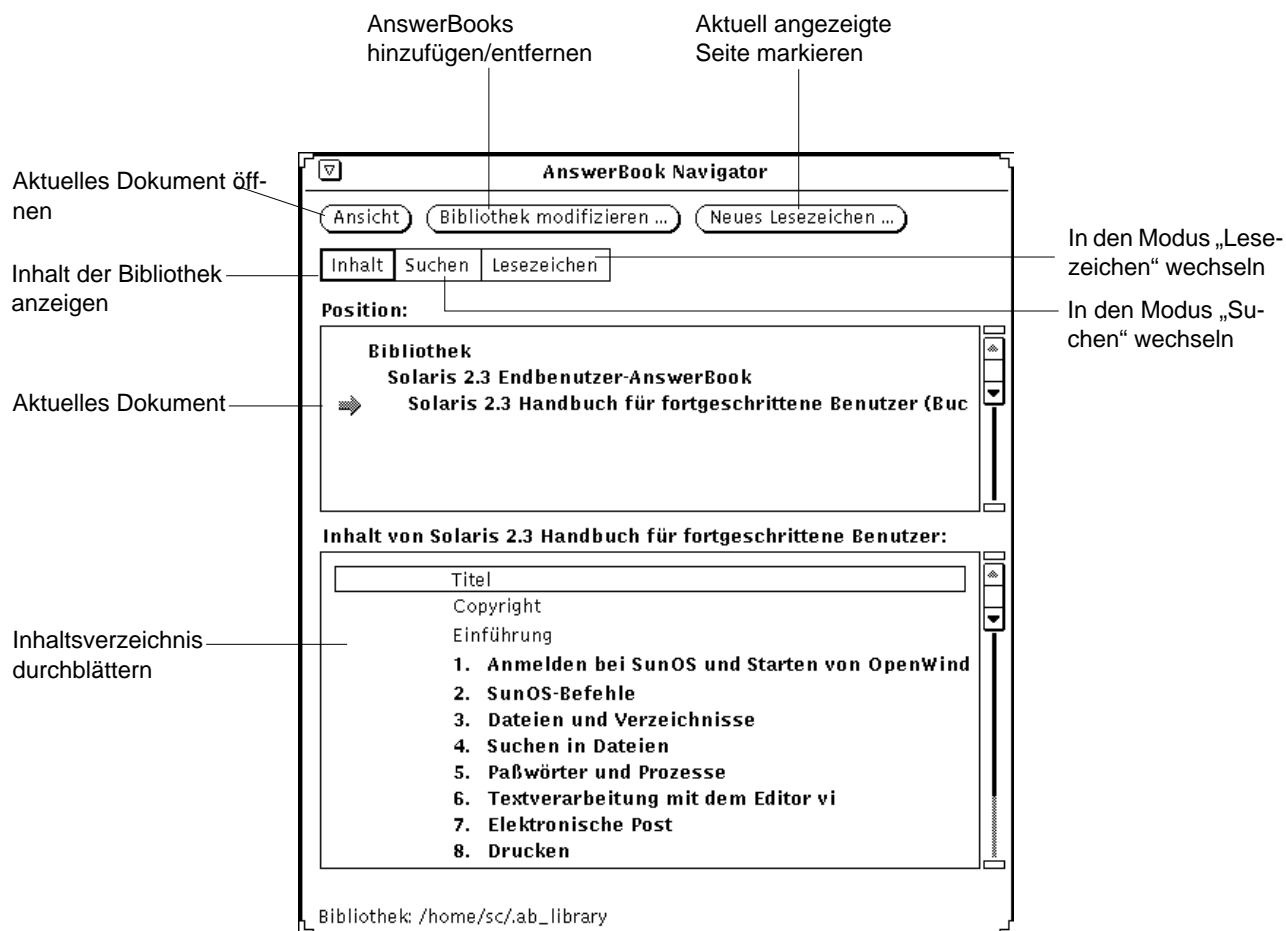 AnswerBooks
hinzufügen/entfernen
Aktuell angezeigte
Seite markieren
Aktuelles Dokument öff-
nen
Inhalt der Bibliothek
anzeigen
Aktuelles Dokument
Inhaltsverzeichnis
durchblättern
AnswerBook Navigator
Ansicht
Bibliothek modifizieren ...
Neues Lesezeichen ...
Inhalt
Suchen
Lesezeichen
Position:
Bibliothek
Solaris 2.3 Endbenutzer-AnswerBook
Solaris 2.3 Handbuch für fortgeschrittene Benutzer (Buc
Inhalt von Solaris 2.3 Handbuch für fortgeschrittene Benutzer:
Titel
Copyright
Einführung
1. Anmelden bei SunOS und Starten von OpenWind
2. SunOS-Befehle
3. Dateien und Verzeichnisse
4. Suchen in Dateien
5. Paßwörter und Prozesse
6. Textverarbeitung mit dem Editor vi
7. Elektronische Post
8. Drucken
Bibliothek: /home/sc/.ab_library
In den Modus „Lese-
zeichen“ wechseln
In den Modus „Su-
chen“ wechseln